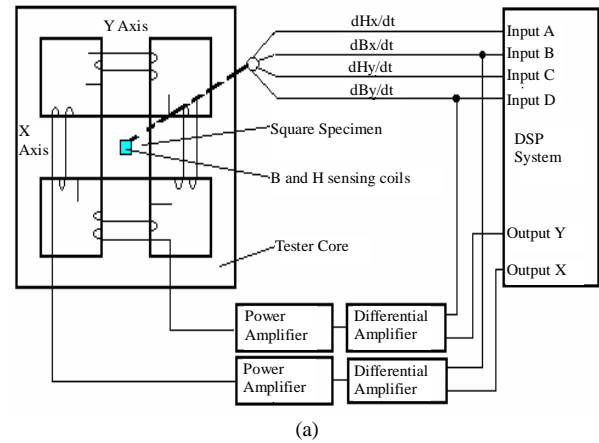 Y Axis
X
Axis
dHx/dt
dBx/dt
dHy/dt
dBy/dt
Input A
Input B
Input C
Input D
DSP
System
Square Specimen
B and H sensing coils
Tester Core
Output Y
Output X
Power
Amplifier
Differential
Amplifier
Power
Amplifier
Differential
Amplifier
(a)